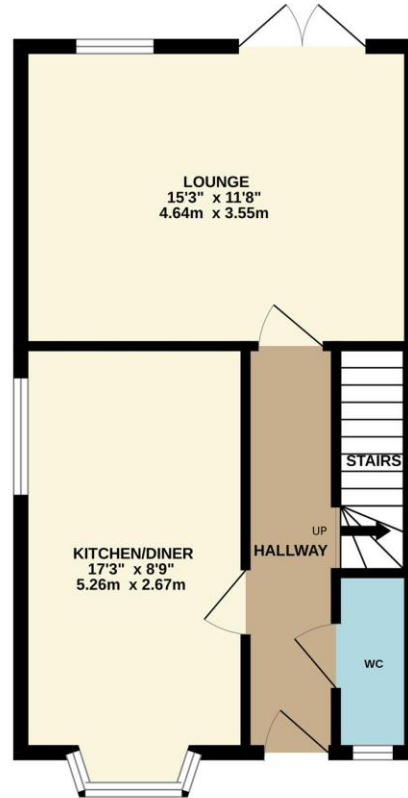 LOUNGE
15'3" x 11'8"
4.64m x 3.55m
STAIRS
UP
HALLWAY
KITCHEN/DINER
17'3" x 8'9"
5.26m x 2.67m
WC